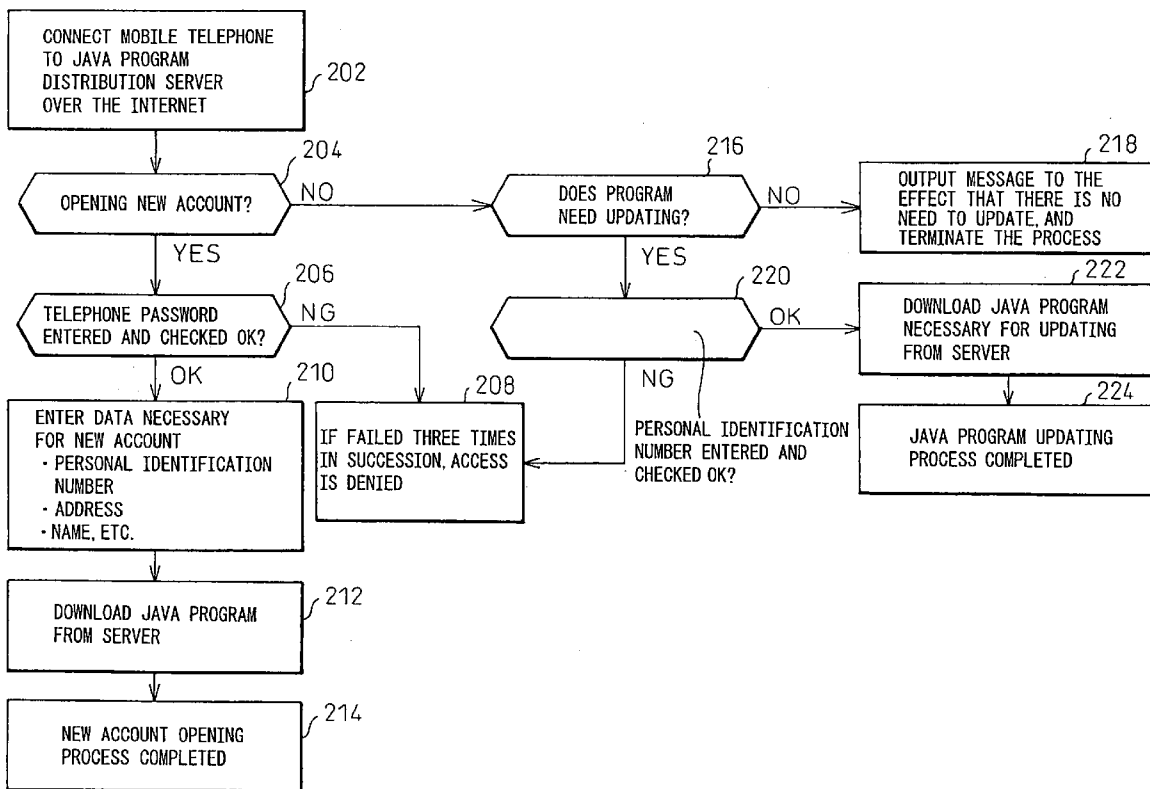 CONNECT MOBILE TELEPHONE
TO JAVA PROGRAM
DISTRIBUTION SERVER
OVER THE INTERNET
202
204
OPENING NEW ACCOUNT?
NO
YES
216
DOES PROGRAM
NEED UPDATING?
NO
YES
218
OUTPUT MESSAGE TO THE
EFFECT THAT THERE IS NO
NEED TO UPDATE, AND
TERMINATE THE PROCESS
206
TELEPHONE PASSWORD
ENTERED AND CHECKED OK?
NG
OK
220
OK
NG
PERSONAL IDENTIFICATION
NUMBER ENTERED AND
CHECKED OK?
222
DOWNLOAD JAVA PROGRAM
NECESSARY FOR UPDATING
FROM SERVER
224
JAVA PROGRAM UPDATING
PROCESS COMPLETED
208
IF FAILED THREE TIMES
IN SUCCESSION, ACCESS
IS DENIED
210
ENTER DATA NECESSARY
FOR NEW ACCOUNT
・PERSONAL IDENTIFICATION
NUMBER
・ADDRESS
・NAME, ETC.
212
DOWNLOAD JAVA PROGRAM
FROM SERVER
214
NEW ACCOUNT OPENING
PROCESS COMPLETED